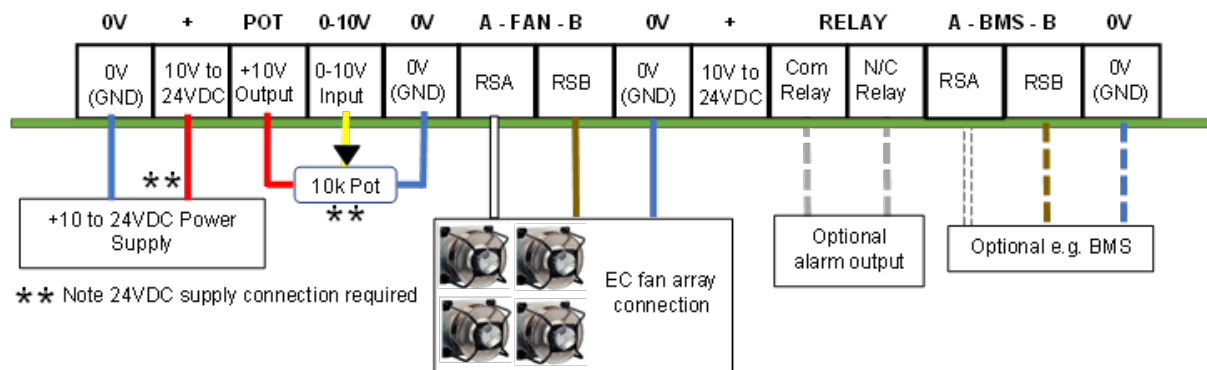 0V + POT 0-10V 0V A - FAN - B 0V + RELAY A - BMS - B 0V
0V (GND)
10V to 24VDC
+10V Output
0-10V Input
0V (GND)
RSA
RSB
0V (GND)
10V to 24VDC
Com Relay
N/C Relay
RSA
RSB
0V (GND)
**
10k Pot
**
+10 to 24VDC Power
Supply
** Note 24VDC supply connection required
EC fan array
connection
Optional
alarm output
Optional e.g. BMS